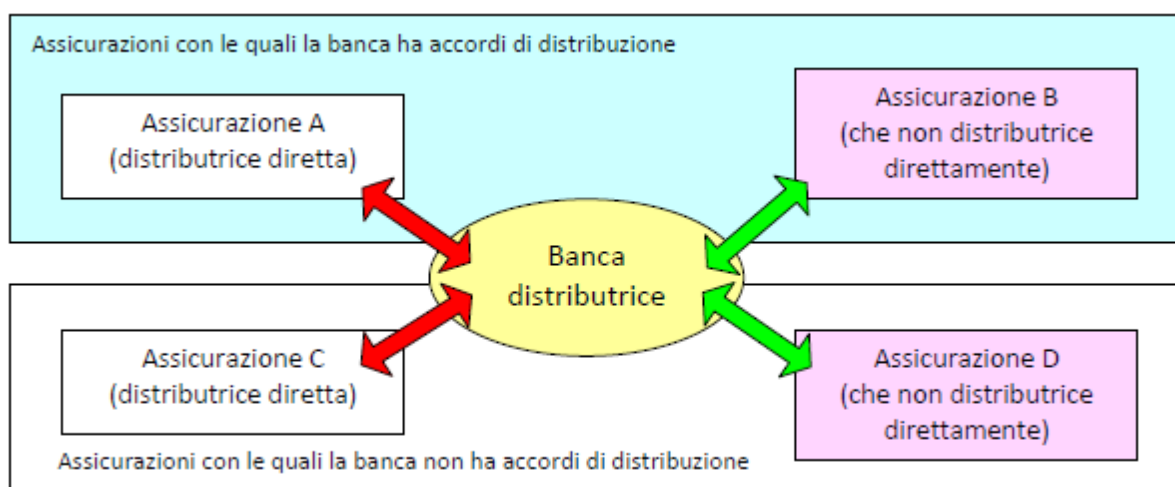 Assicurazioni con le quali la banca ha accordi di distribuzione
Assicurazione A
(distributrice diretta)
Assicurazione B
(che non distributrice
direttamente)
Banca
distributrice
Assicurazione C
(distributrice diretta)
Assicurazione D
(che non distributrice
direttamente)
Assicurazioni con le quali la banca non ha accordi di distribuzione